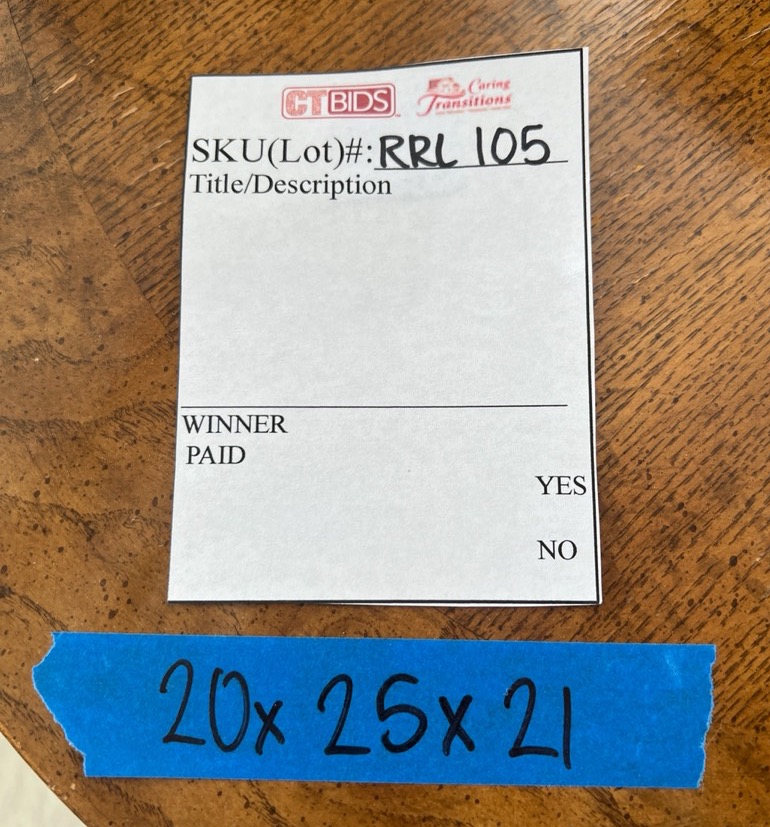 CTBIDS Caring Transitions
SKU(Lot)#: RRL 105
Title/Description
WINNER
PAID
YES
NO
20x 25x 21